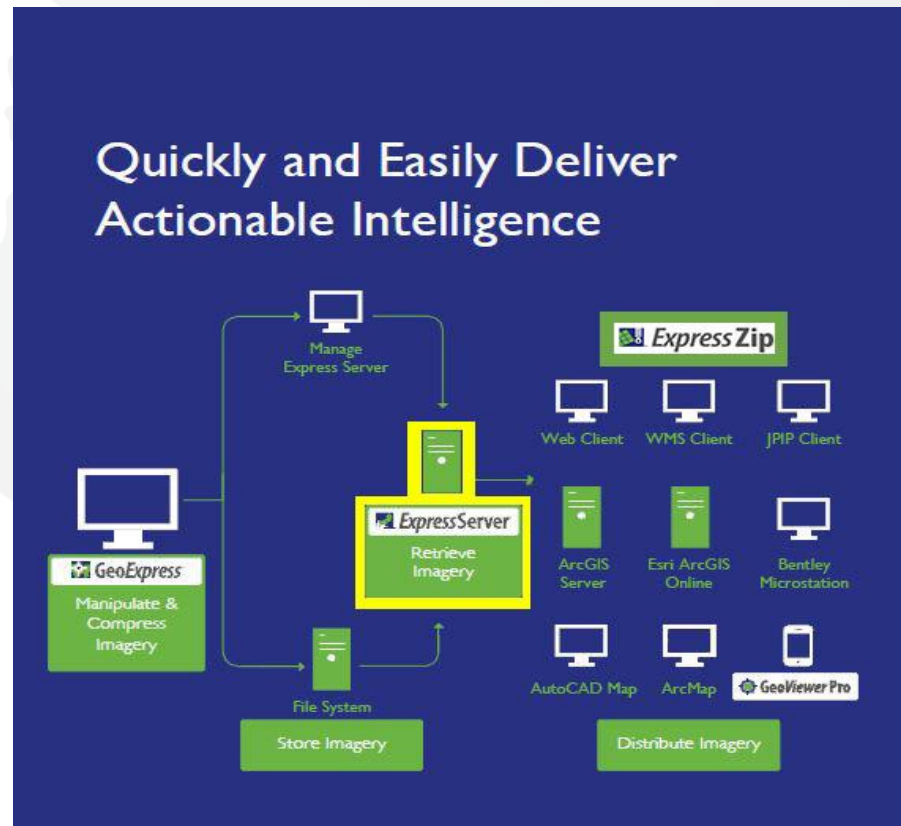 Quickly and Easily Deliver
Actionable Intelligence
Manage
Express Server
ExpressZip
Web Client
WMS Client
JPIP Client
ExpressServer
Retrieve
Imagery
ArcGIS
Server
Esri ArcGIS
Online
Bentley
Microstation
GeoExpress
Manipulate &
Compress
Imagery
File System
AutoCAD Map
ArcMap
GeoViewer Pro
Store Imagery
Distribute Imagery